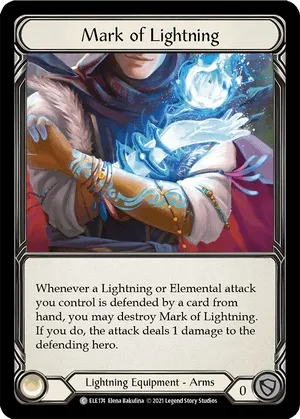 Mark of Lightning
Whenever a Lightning or Elemental attack
you control is defended by a card from
hand, you may destroy Mark of Lightning.
If you do, the attack deals 1 damage to the
defending hero.
Lightning Equipment - Arms
0
ELE174 Elena Bakulina © 2021 Legend Story Studios